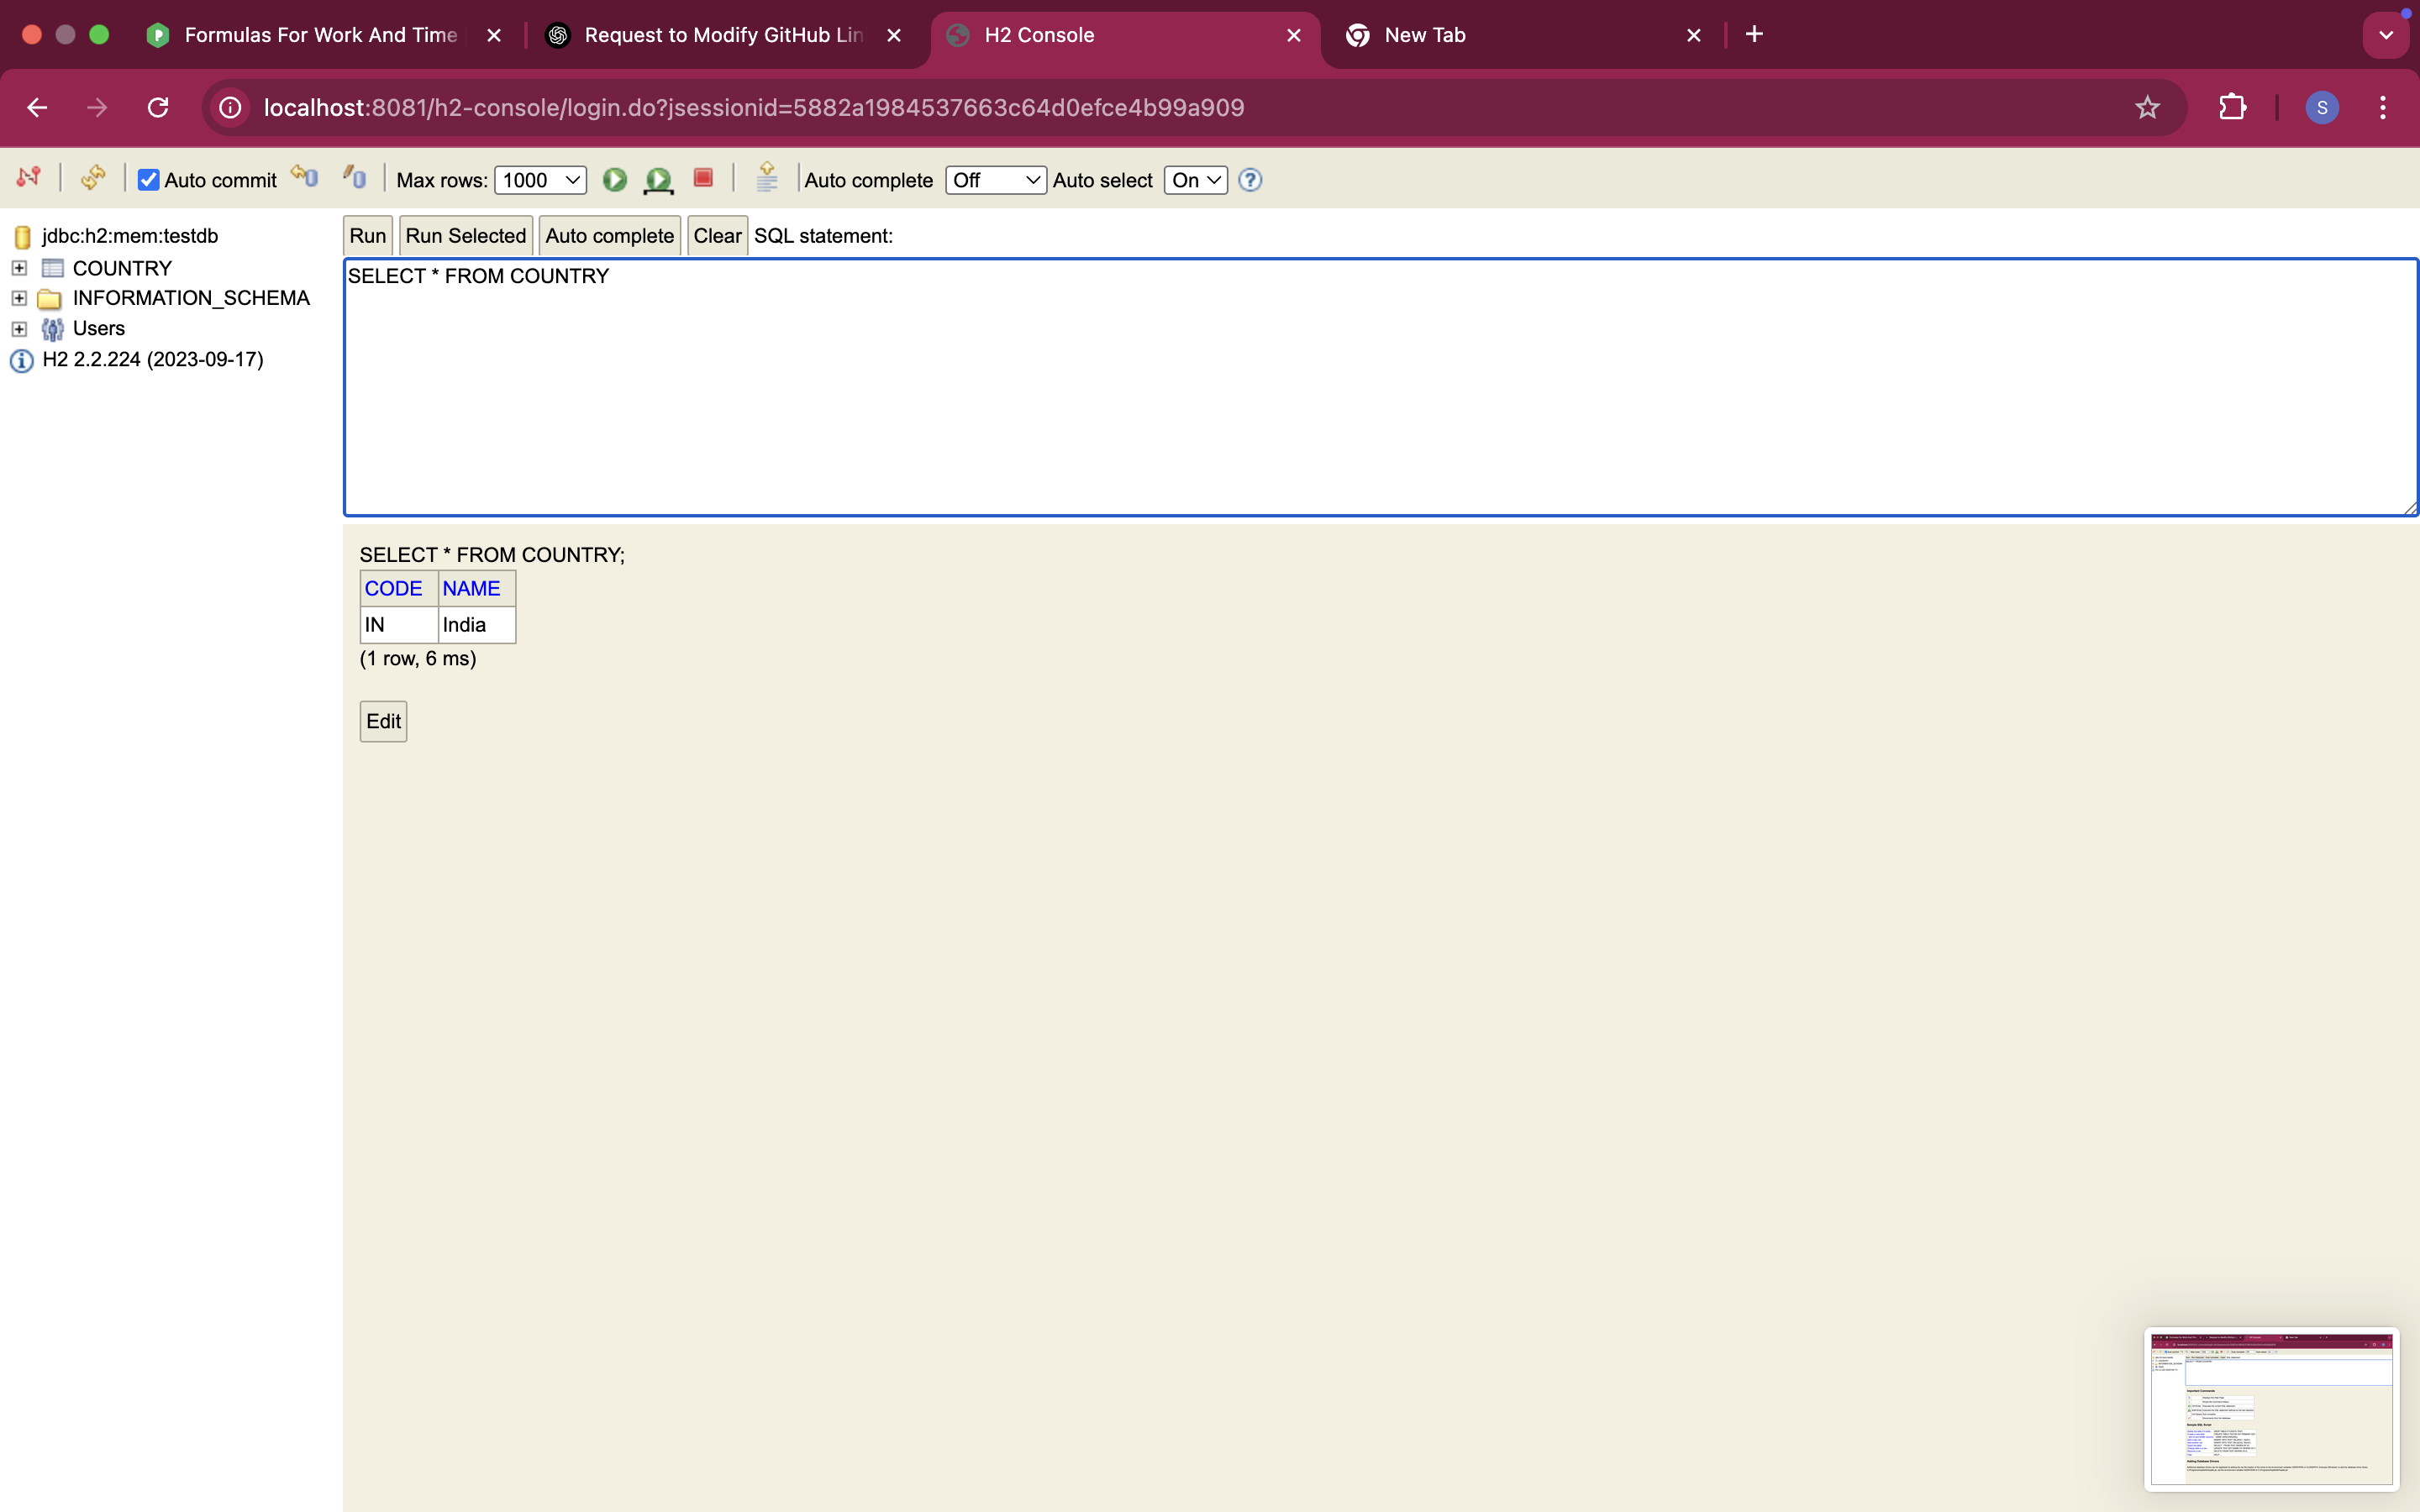 Formulas For Work And Time
Request to Modify GitHub Lin
H2 Console
New Tab
localhost:8081/h2-console/login.do?jsessionid=5882a1984537663c64d0efce4b99a909
S
Auto commit
Max rows: 1000
Auto complete Off
Auto select On
jdbc:h2:mem:testdb
COUNTRY
INFORMATION_SCHEMA
Users
H2 2.2.224 (2023-09-17)
Run Run Selected Auto complete Clear SQL statement:
SELECT * FROM COUNTRY
SELECT * FROM COUNTRY;
CODE NAME
IN India
(1 row, 6 ms)
Edit